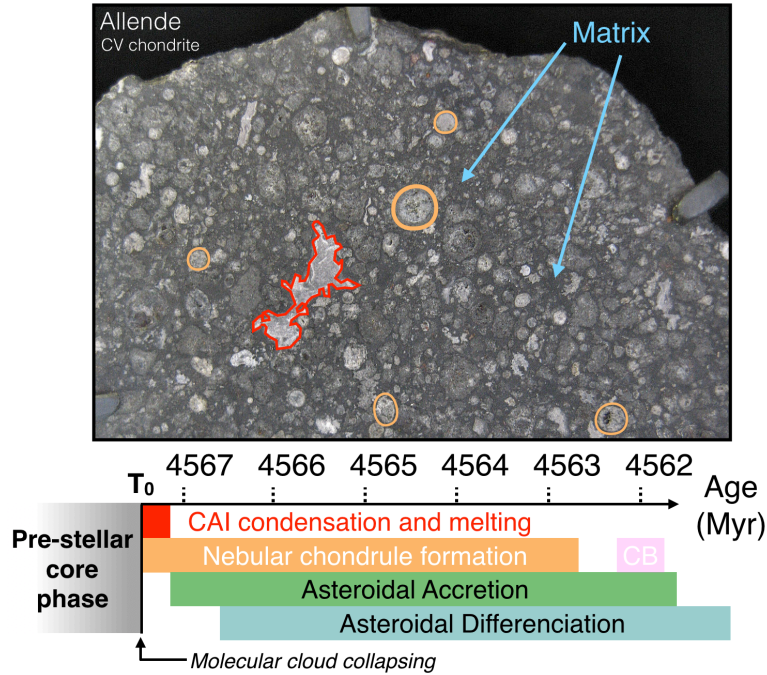 Allende
CV chondrite
Matrix
4567 4566 4565 4564 4563 4562
T₀
Age
(Myr)
Pre-stellar
core
phase
CAI condensation and melting
Nebular chondrule formation
CB
Asteroidal Accretion
Asteroidal Differenciation
Molecular cloud collapsing